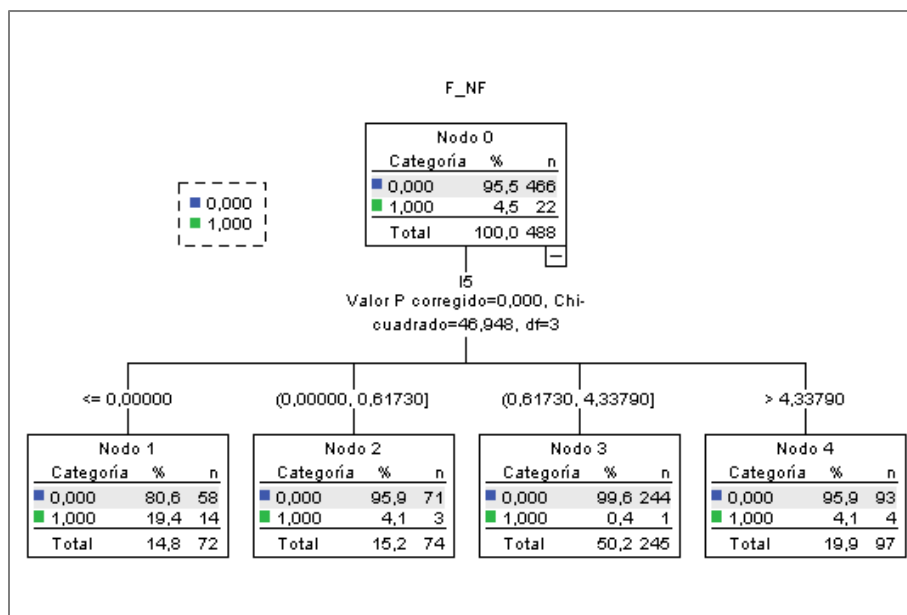 F_NF
Nodo 0
Categoría % n
0,000 95,5 466
1,000 4,5 22
Total 100,0 488
0,000
1,000
I5
Valor P corregido=0,000, Chi-
cuadrado=46,948, df=3
<= 0,00000
(0,00000, 0,61730]
(0,61730, 4,33790]
> 4,33790
Nodo 1
Categoría % n
0,000 80,6 58
1,000 19,4 14
Total 14,8 72
Nodo 2
Categoría % n
0,000 95,9 71
1,000 4,1 3
Total 15,2 74
Nodo 3
Categoría % n
0,000 99,6 244
1,000 0,4 1
Total 50,2 245
Nodo 4
Categoría % n
0,000 95,9 93
1,000 4,1 4
Total 19,9 97